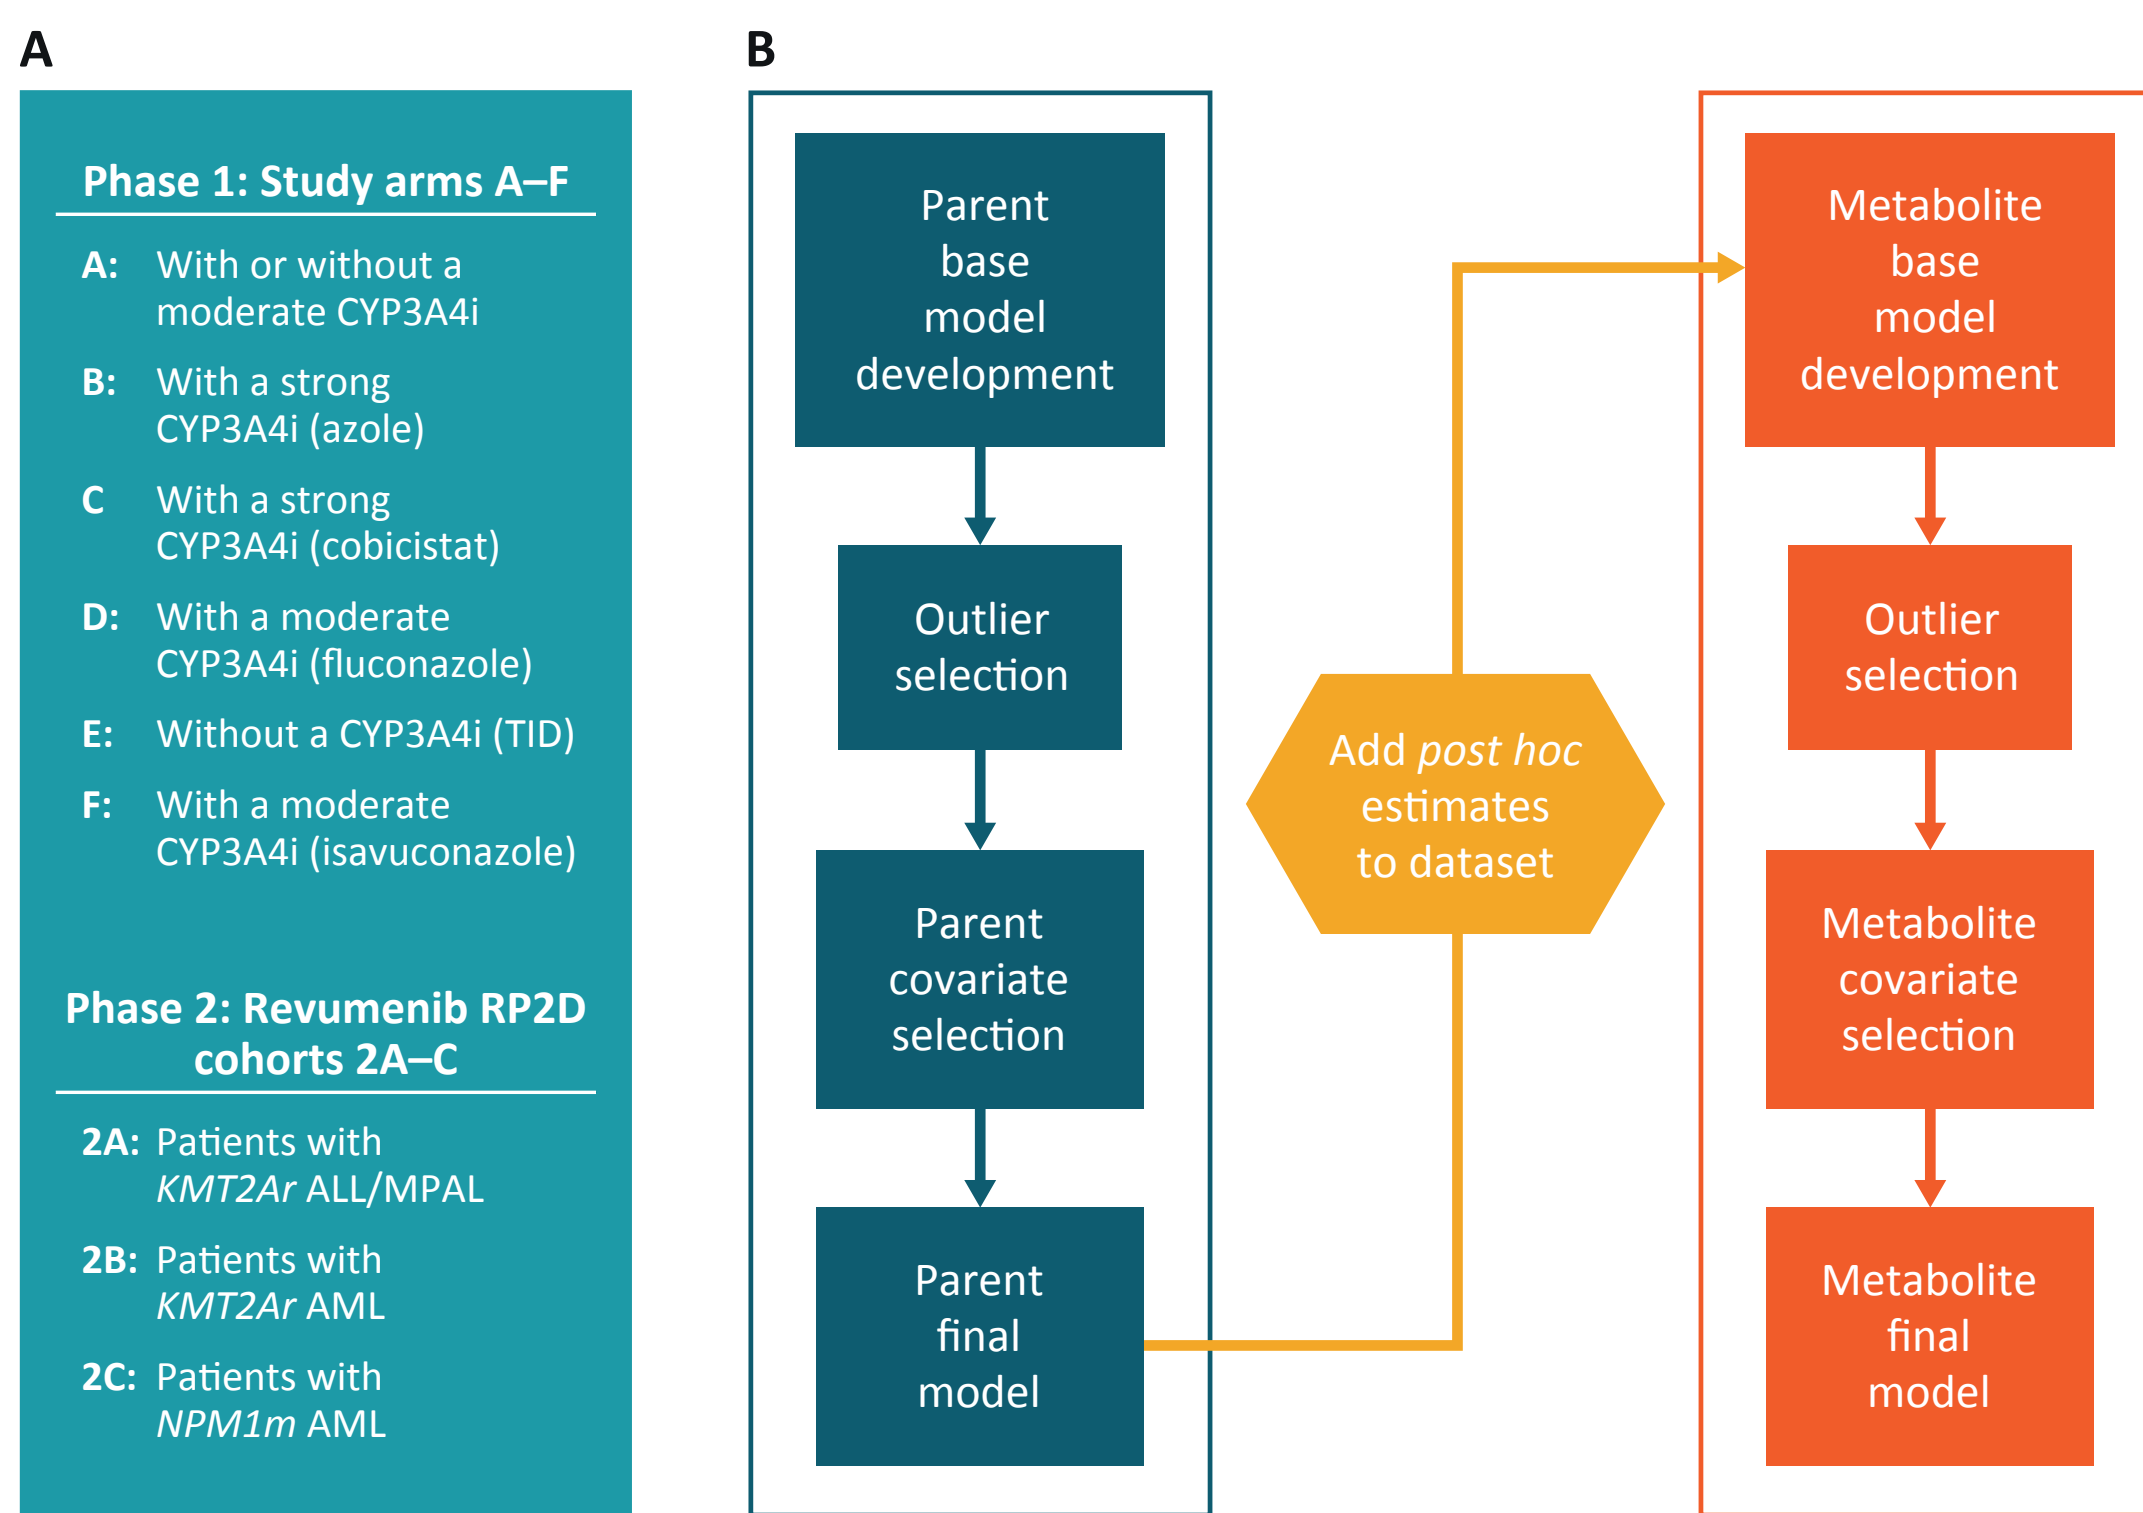 A
Phase 1: Study arms A–F
A: With or without a
moderate CYP3A4i
B: With a strong
CYP3A4i (azole)
C With a strong
CYP3A4i (cobicistat)
D: With a moderate
CYP3A4i (fluconazole)
E: Without a CYP3A4i (TID)
F: With a moderate
CYP3A4i (isavuconazole)
Phase 2: Revumenib RP2D
cohorts 2A–C
2A: Patients with
KMT2Ar ALL/MPAL
2B: Patients with
KMT2Ar AML
2C: Patients with
NPM1m AML
B
Parent
base
model
development
Outlier
selection
Parent
covariate
selection
Parent
final
model
Add post hoc
estimates
to dataset
Metabolite
base
model
development
Outlier
selection
Metabolite
covariate
selection
Metabolite
final
model